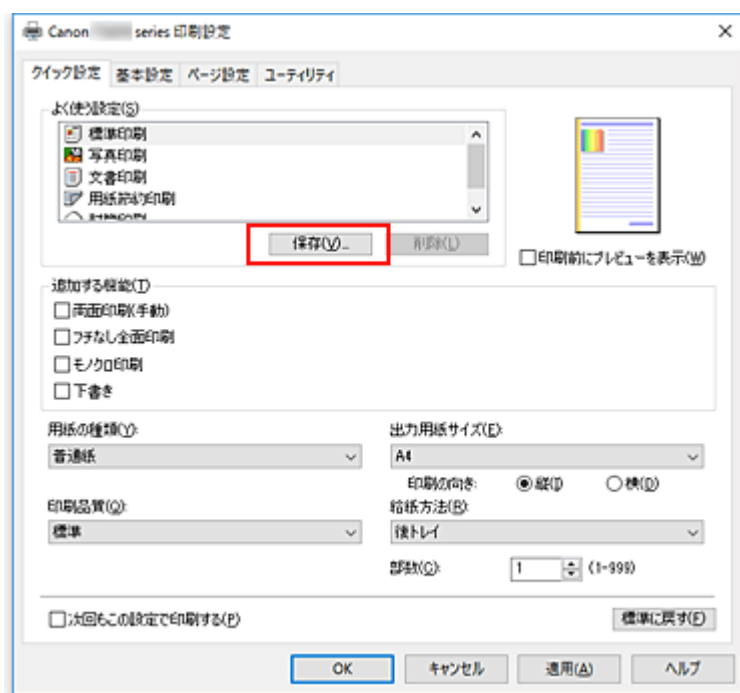 Canon series 印刷設定
クイック設定 基本設定 ページ設定 ユーティリティ
よく使う設定(S)
標準印刷
写真印刷
文書印刷
用紙節約印刷
保存(V)... 削除(L)
印刷前にプレビューを表示(W)
追加する機能(T)
両面印刷(手動)
フチなし全面印刷
モノクロ印刷
下書き
用紙の種類(Y): 出力用紙サイズ(E):
普通紙 A4
印刷の向き: 縦(I) 横(D)
印刷品質(Q): 給紙方法(R):
標準 後トレイ
部数(C): 1 (1-999)
次回もこの設定で印刷する(P) 標準に戻す(F)
OK キャンセル 適用(A) ヘルプ